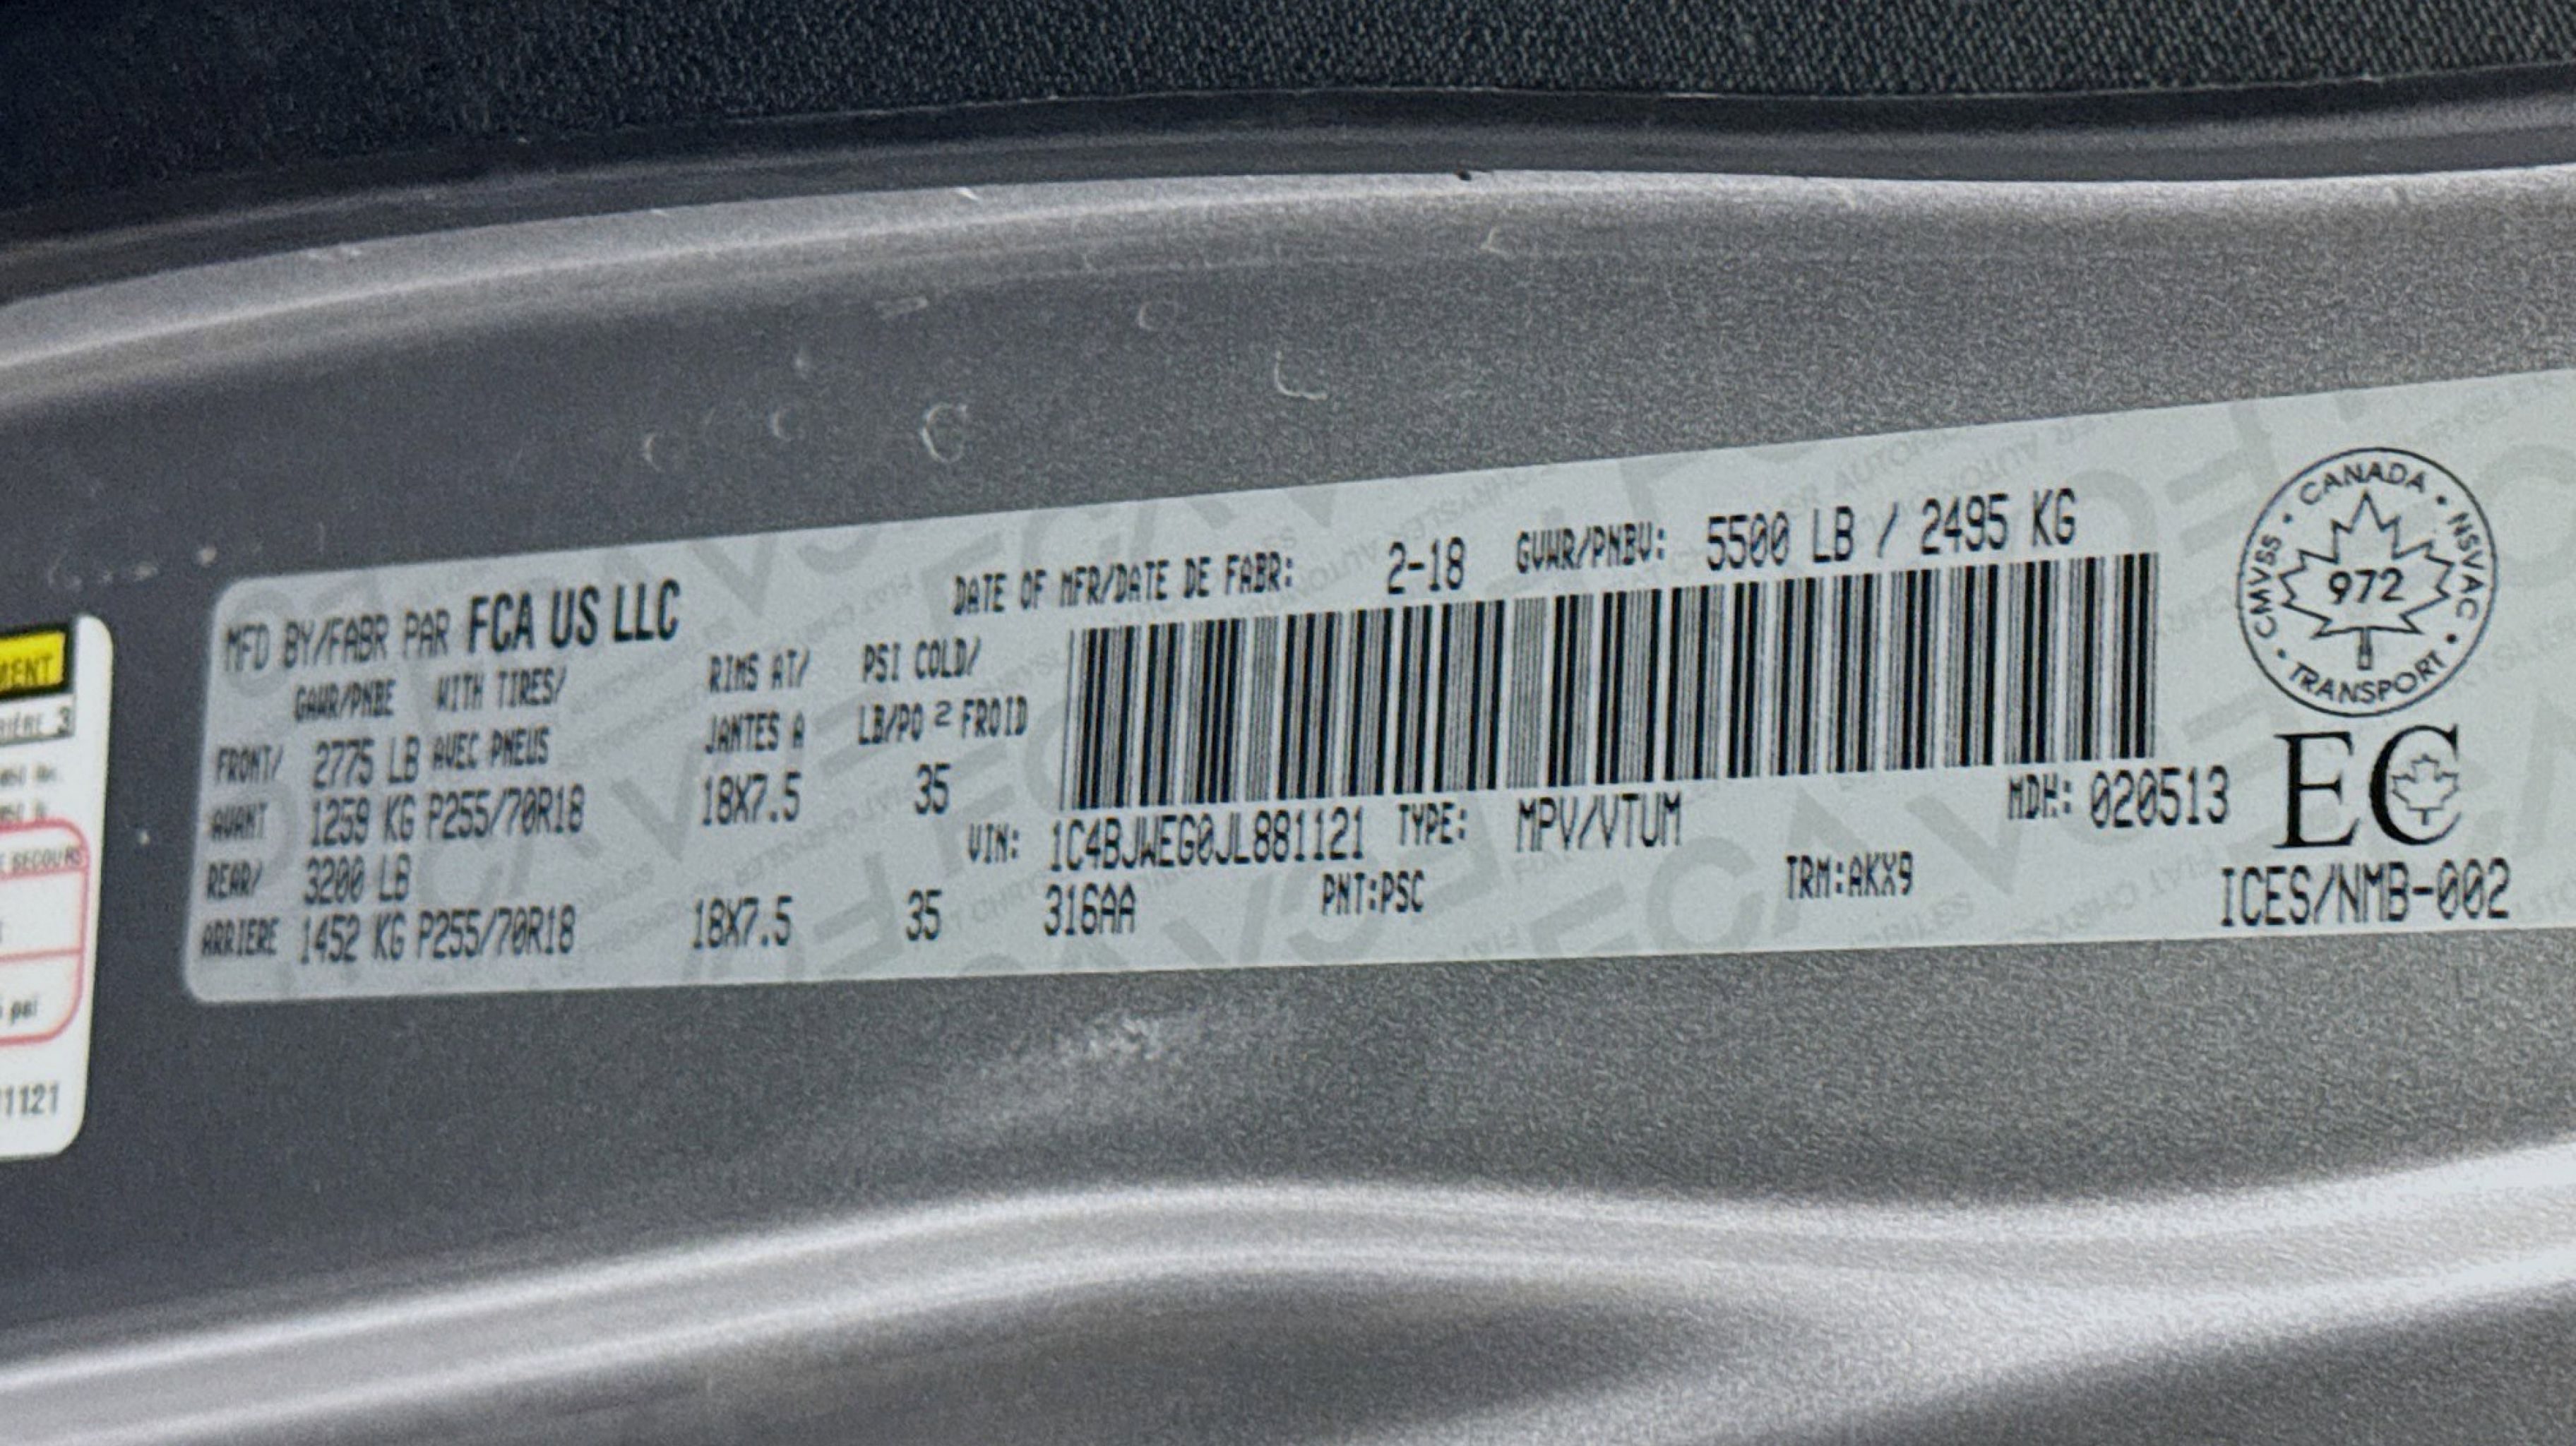 MFD BY/FABR PAR FCA US LLC
DATE OF MFR/DATE DE FABR: 2-18 GVWR/PNBV: 5500 LB / 2495 KG
GAWR/PNBE WITH TIRES/ RIMS AT/ PSI COLD/
FRONT/ 2775 LB AVEC PNEUS JANTES A LB/PO 2 FROID
AVANT 1259 KG P255/70R18 18X7.5 35
REAR/ 3200 LB
ARRIERE 1452 KG P255/70R18 18X7.5 35
VIN: 1C4BJWEG0JL881121 TYPE: MPV/VTUM MDH: 020513
316AA PNT:PSC TRM:AKX9
CANADA • NSVAC • TRANSPORT • CMVSS •
972
EC
ICES/NMB-002
MENT
RIÈRE 3
E SECOURS
psi
1121